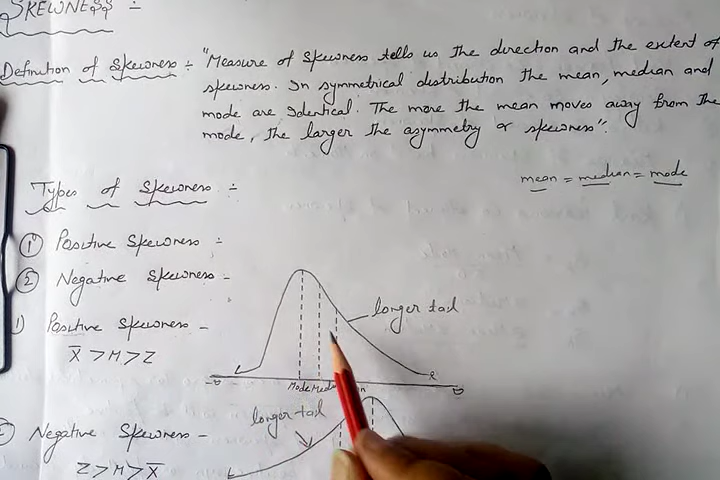 SKEWNESS :-
Definition of Skewness :- "Measure of Skewness tells us the direction and the extent of
skewness. In symmetrical distribution the mean, median and
mode are identical. The more the mean moves away from the
mode, the larger the asymmetry or skewness".
mean = median = mode
Types of Skewness :-
① Positive Skewness :-
② Negative Skewness :-
1) Positive Skewness -
X̅ > M > Z
longer tail
L
R
Mode
longer tail
Negative Skewness -
Z > M > X̅
L